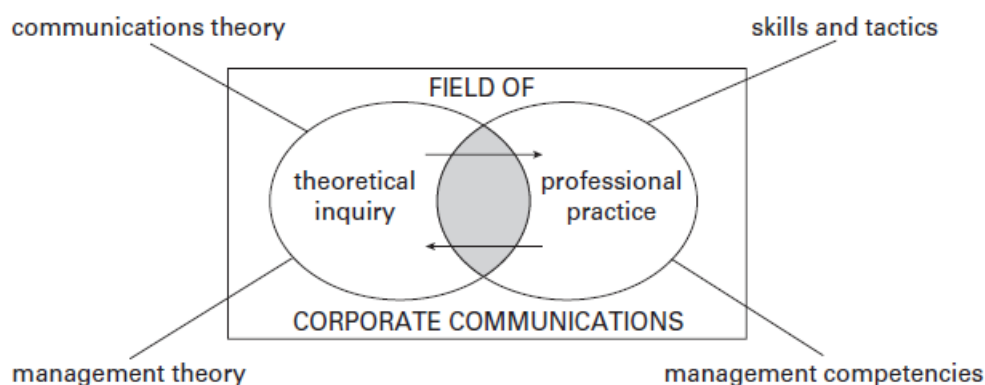 communications theory
skills and tactics
FIELD OF
theoretical
inquiry
professional
practice
CORPORATE COMMUNICATIONS
management theory
management competencies